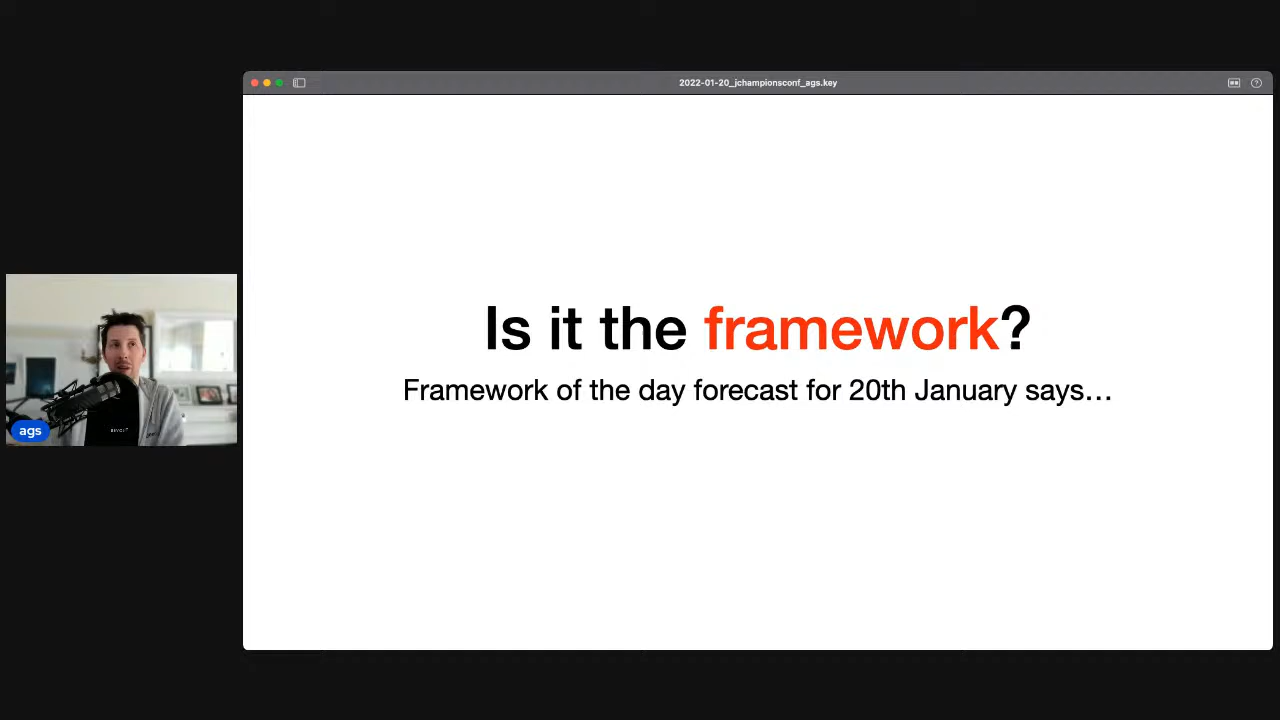 2022-01-20_jchampionsconf_ags.key
Is it the framework?
Framework of the day forecast for 20th January says…
ags